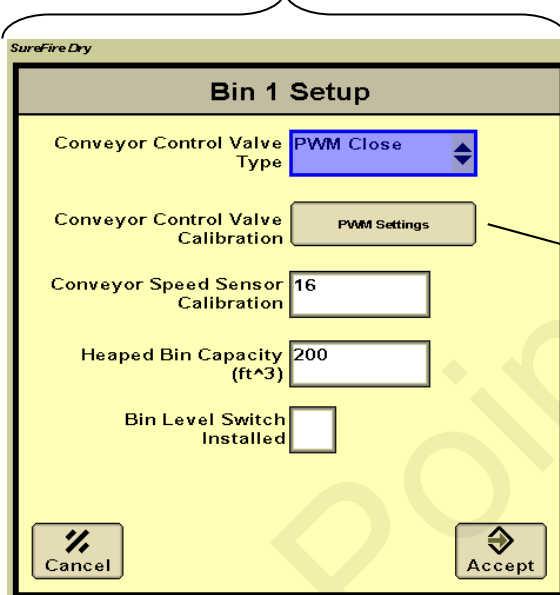 SureFire Dry
Bin 1 Setup
Conveyor Control Valve
Type
PWM Close
Conveyor Control Valve
Calibration
PWM Settings
Conveyor Speed Sensor
Calibration
16
Heaped Bin Capacity
(ft^3)
200
Bin Level Switch
Installed
Cancel
Accept
Poin